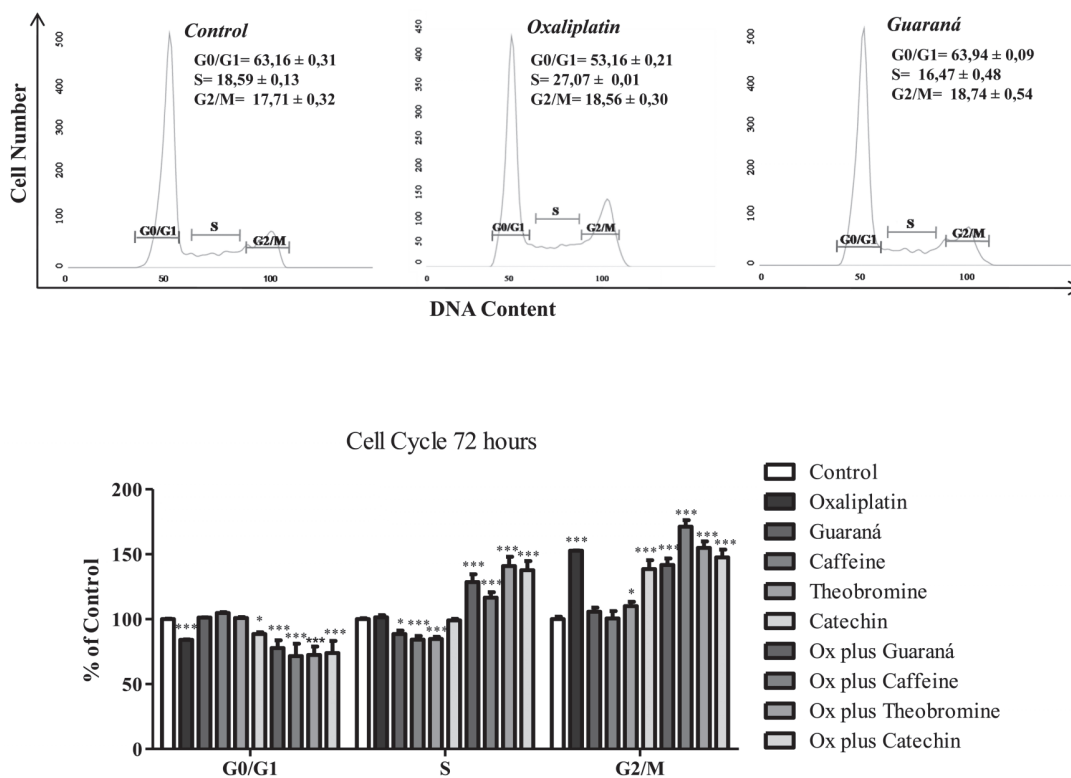 Control
G0/G1= 63,16 ± 0,31
S= 18,59 ± 0,13
G2/M= 17,71 ± 0,32
500
400
300
200
100
0
G0/G1
S
G2/M
0
50
100
Oxaliplatin
G0/G1= 53,16 ± 0,21
S= 27,07 ± 0,01
G2/M= 18,56 ± 0,30
450
400
350
300
250
200
150
100
50
0
G0/G1
S
G2/M
0
50
100
Guaraná
G0/G1= 63,94 ± 0,09
S= 16,47 ± 0,48
G2/M= 18,74 ± 0,54
500
400
300
200
100
0
G0/G1
S
G2/M
0
50
100
Cell Number
DNA Content
Cell Cycle 72 hours
% of Control
200
150
100
50
0
***
*
***
***
***
***
*
***
***
***
***
***
***
***
*
***
***
***
***
***
G0/G1
S
G2/M
Control
Oxaliplatin
Guaraná
Caffeine
Theobromine
Catechin
Ox plus Guaraná
Ox plus Caffeine
Ox plus Theobromine
Ox plus Catechin